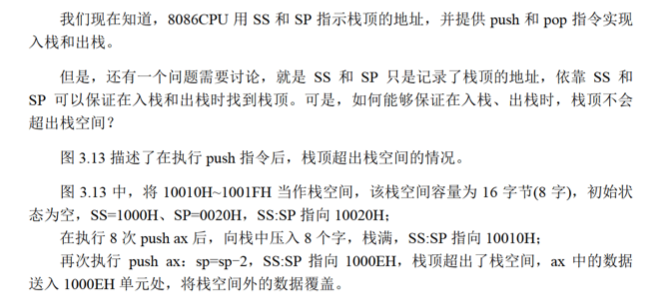 我们现在知道，8086CPU 用 SS 和 SP 指示栈顶的地址，并提供 push 和 pop 指令实现
入栈和出栈。
但是，还有一个问题需要讨论，就是 SS 和 SP 只是记录了栈顶的地址，依靠 SS 和
SP 可以保证在入栈和出栈时找到栈顶。可是，如何能够保证在入栈、出栈时，栈顶不会
超出栈空间？
图 3.13 描述了在执行 push 指令后，栈顶超出栈空间的情况。
图 3.13 中，将 10010H~1001FH 当作栈空间，该栈空间容量为 16 字节(8 字)，初始状
态为空，SS=1000H、SP=0020H，SS:SP 指向 10020H；
在执行 8 次 push ax 后，向栈中压入 8 个字，栈满，SS:SP 指向 10010H；
再次执行 push ax：sp=sp-2，SS:SP 指向 1000EH，栈顶超出了栈空间，ax 中的数据
送入 1000EH 单元处，将栈空间外的数据覆盖。